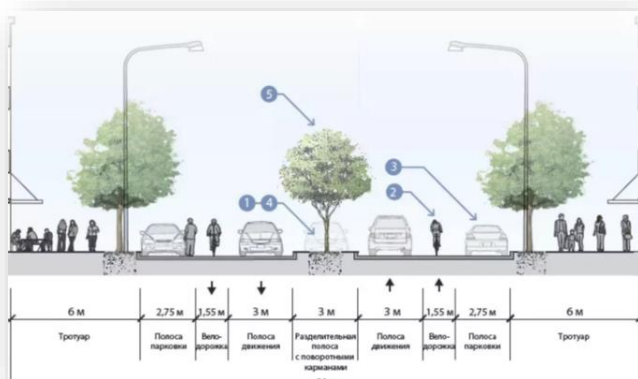 5
3
1 4
2
6 м 2,75 м 1,55 м 3 м 3 м 3 м 1,55 м 2,75 м 6 м
Тротуар Полоса парковки Вело-дорожка Полоса движения Разделительная полоса с поворотными карманами Полоса движения Вело-дорожка Полоса парковки Тротуар